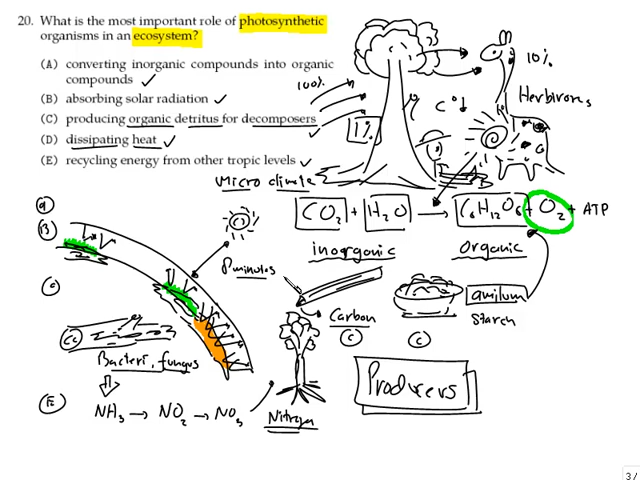 20. What is the most important role of photosynthetic
organisms in an ecosystem?
(A) converting inorganic compounds into organic
compounds
(B) absorbing solar radiation
(C) producing organic detritus for decomposers
(D) dissipating heat
(E) recycling energy from other tropic levels
100%
1%
C°↓
10%
Herbivores
Micro climate
CO2 + H2O → C6H12O6 + O2 + ATP
inorganic
organic
8 minutes
Carbon
(C)
amilum
starch
(C)
Bacteri, fungus
Producers
(E)
NH3 → NO2 → NO3
Nitrogen
3/